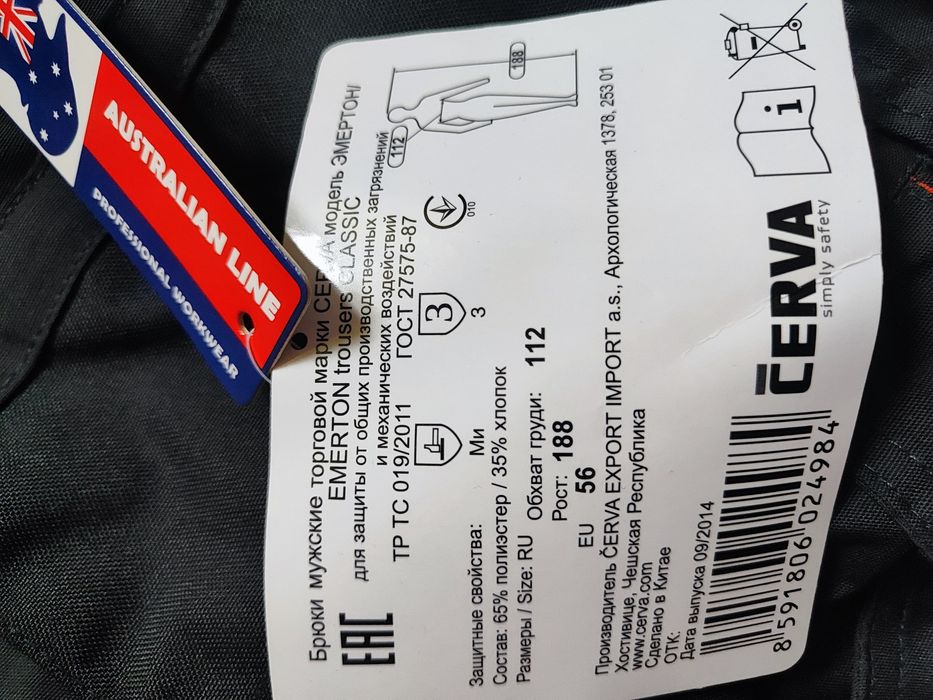 AUSTRALIAN LINE
PROFESSIONAL WORKWEAR
Брюки мужские торговой марки ČERVA модель ЭМЕРТОН/
EMERTON trousers CLASSIC
для защиты от общих производственных загрязнений
и механических воздействий
ТР ТС 019/2011 ГОСТ 27575-87
EAC
3
010
Защитные свойства: Ми 3
Состав: 65% полиэстер / 35% хлопок
Размеры / Size: RU Обхват груди: 112
Рост: 188
EU 56
112
188
Производитель ČERVA EXPORT IMPORT a.s., Архологическая 1378, 253 01
Хостивице, Чешская Республика
www.cerva.com
Сделано в Китае
ОТК:
Дата выпуска 09/2014
8 591806 024984
ČERVA
simply safety
i